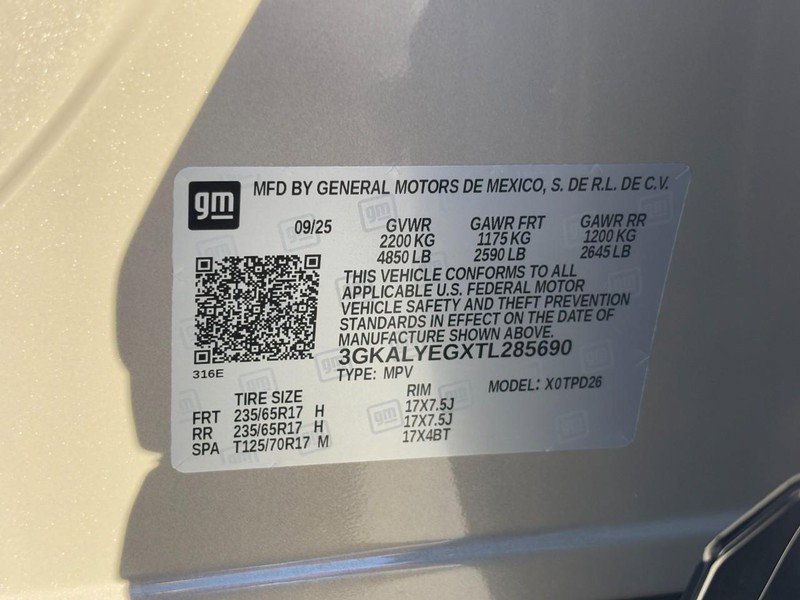 gm MFD BY GENERAL MOTORS DE MEXICO, S. DE R.L. DE C.V.
09/25 GVWR GAWR FRT GAWR RR
2200 KG 1175 KG 1200 KG
4850 LB 2590 LB 2645 LB
THIS VEHICLE CONFORMS TO ALL
APPLICABLE U.S. FEDERAL MOTOR
VEHICLE SAFETY AND THEFT PREVENTION
STANDARDS IN EFFECT ON THE DATE OF
MANUFACTURE SHOWN ABOVE.
3GKALYEGXTL285690
316E
TYPE: MPV MODEL: X0TPD26
TIRE SIZE RIM
FRT 235/65R17 H 17X7.5J
RR 235/65R17 H 17X7.5J
SPA T125/70R17 M 17X4BT